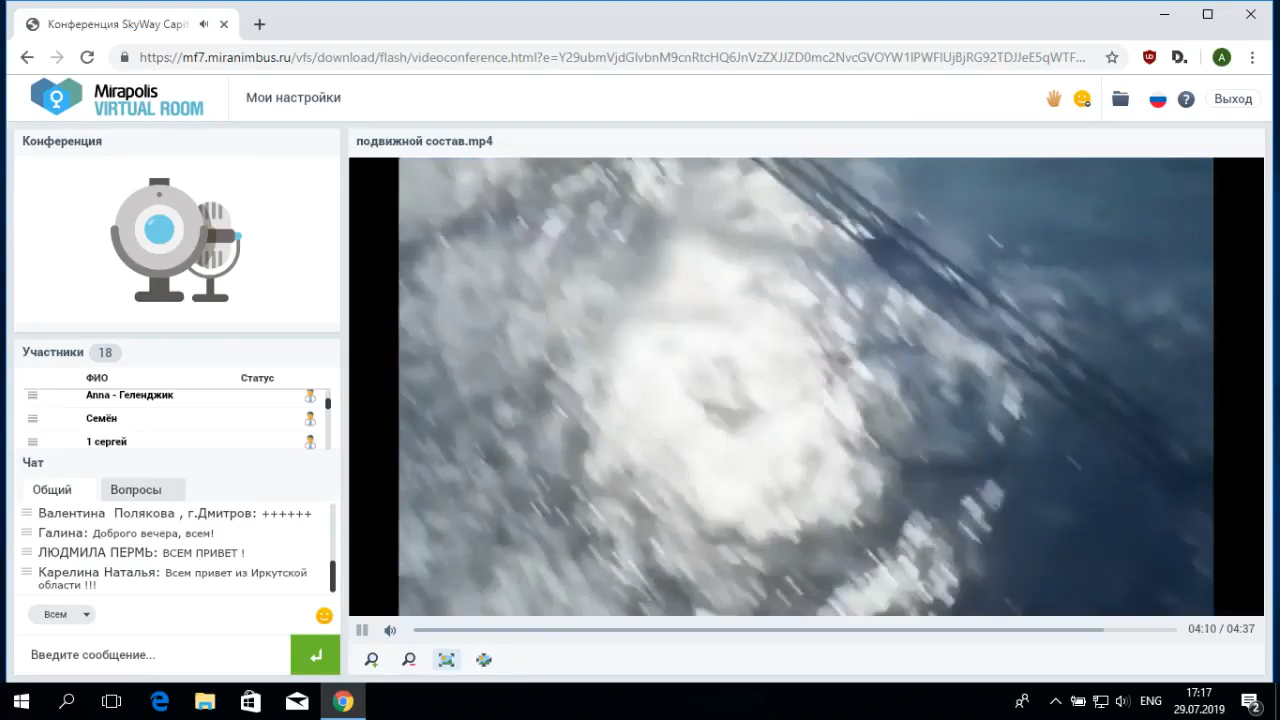 Конференция SkyWay Capi
https://mf7.miranimbus.ru/vfs/download/flash/videoconference.html?e=Y29ubmVjdGlvbnM9cnRtcHQ6JnVzZXJJZD0mc2NvcGVOYW1lPWFlUjBjRG92TDJJeE5qWTF...
Mirapolis
VIRTUAL ROOM
Мои настройки
Выход
Конференция
подвижной состав.mp4
Участники 18
ФИО Статус
Anna - Геленджик
Семён
1 сергей
Чат
Общий Вопросы
Валентина Полякова , г.Дмитров: ++++++
Галина: Доброго вечера, всем!
ЛЮДМИЛА ПЕРМЬ: ВСЕМ ПРИВЕТ !
Карелина Наталья: Всем привет из Иркутской
области !!!
Всем
04:10 / 04:37
Введите сообщение...
ENG
17:17
29.07.2019
2